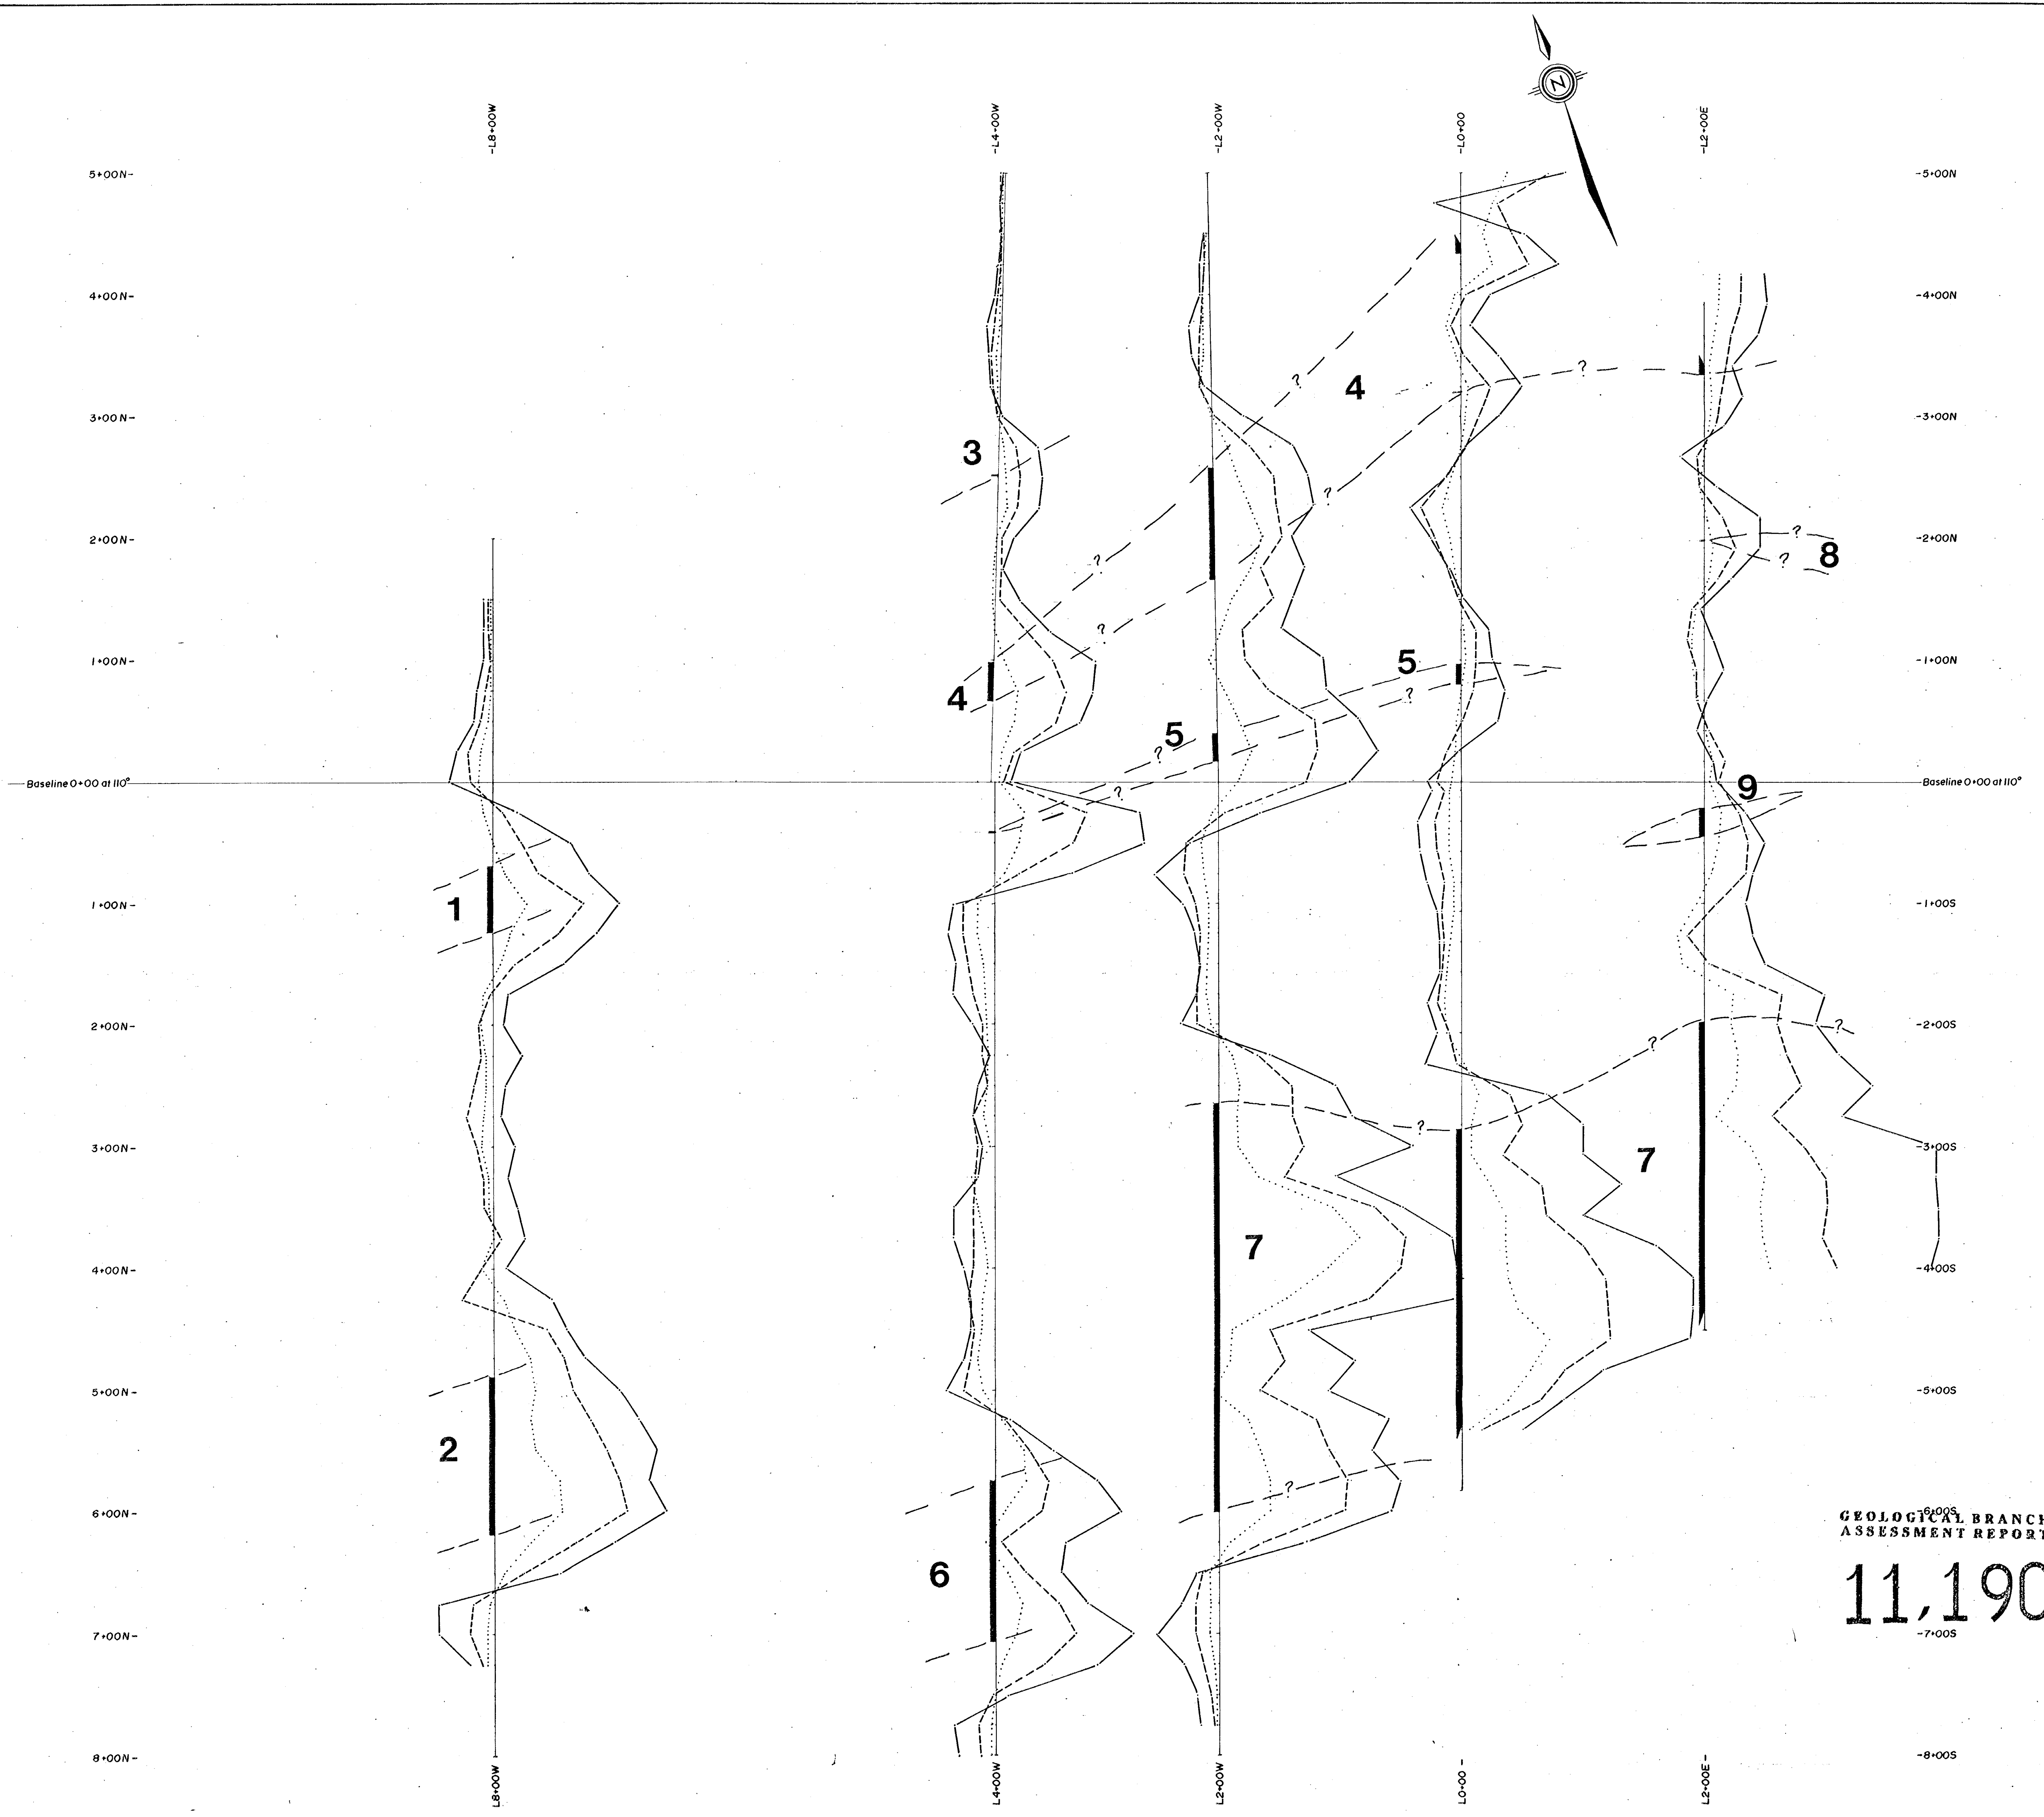 -L8+00W
-L4+00W
-L2+00W
-L0+00
-L2+00E
N
5+00N-
-5+00N
4+00N-
-4+00N
?
?
4
3+00N-
-3+00N
3
?
2+00N-
-2+00N
?
?
?
8
?
1+00N-
-1+00N
5
4
?
5
?
Baseline 0+00 at 110°
Baseline 0+00 at 110°
?
9
1+00N-
-1+00S
1
2+00N-
-2+00S
?
?
?
3+00N-
-3+00S
7
7
4+00N-
-4+00S
5+00N-
-5+00S
2
?
6+00N-
-6+00S
GEOLOGICAL BRANCH
ASSESSMENT REPORT
6
11,190
7+00N-
-7+00S
8+00N-
-8+00S
L8+00W
L4+00W
L2+00W
L0+00 -
L2+00E-